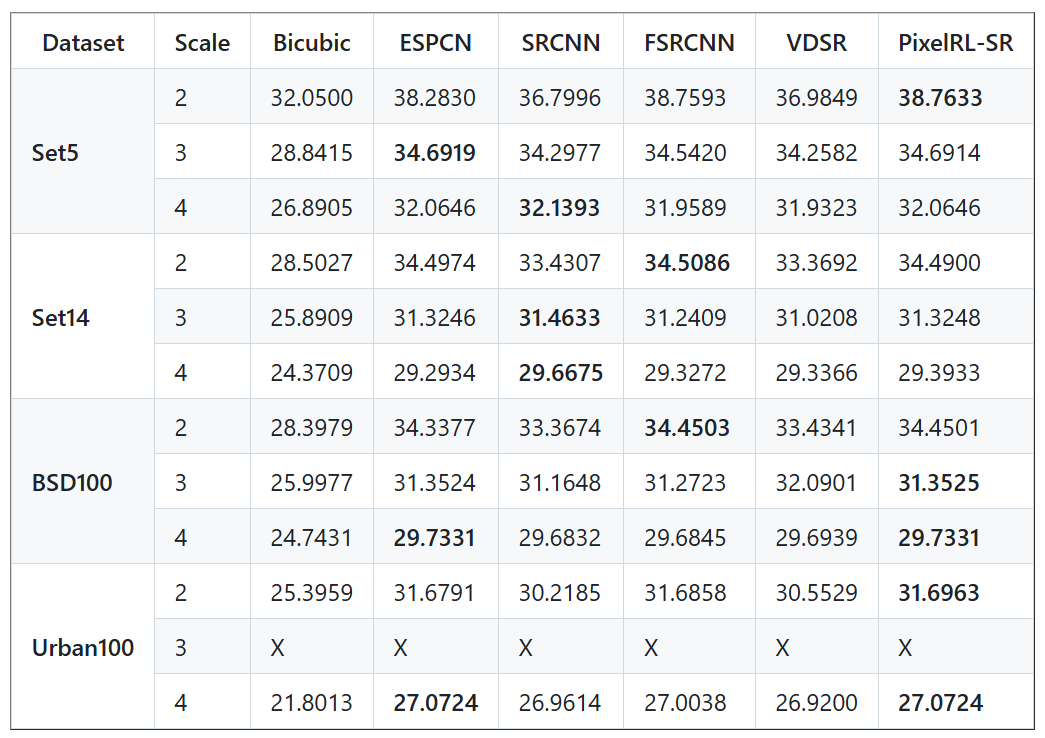 Dataset Scale Bicubic ESPCN SRCNN FSRCNN VDSR PixelRL-SR
2 32.0500 38.2830 36.7996 38.7593 36.9849 38.7633
Set5 3 28.8415 34.6919 34.2977 34.5420 34.2582 34.6914
4 26.8905 32.0646 32.1393 31.9589 31.9323 32.0646
2 28.5027 34.4974 33.4307 34.5086 33.3692 34.4900
Set14 3 25.8909 31.3246 31.4633 31.2409 31.0208 31.3248
4 24.3709 29.2934 29.6675 29.3272 29.3366 29.3933
2 28.3979 34.3377 33.3674 34.4503 33.4341 34.4501
BSD100 3 25.9977 31.3524 31.1648 31.2723 32.0901 31.3525
4 24.7431 29.7331 29.6832 29.6845 29.6939 29.7331
2 25.3959 31.6791 30.2185 31.6858 30.5529 31.6963
Urban100 3 X X X X X X
4 21.8013 27.0724 26.9614 27.0038 26.9200 27.0724